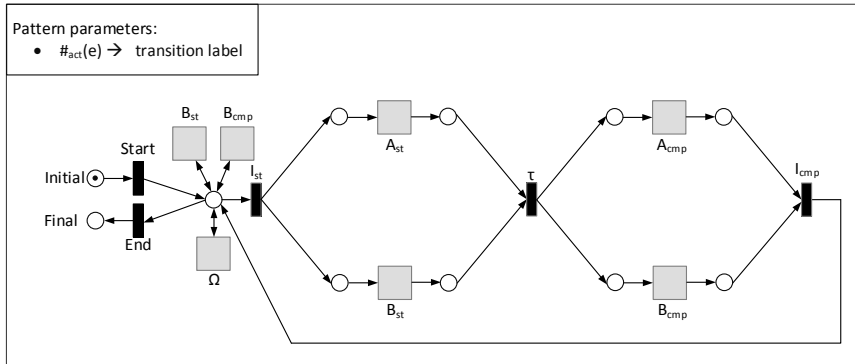 Pattern parameters:
• #act(e) → transition label
Bst Bcmp
Start
Ist
Ast
Acmp
Initial
τ
Icmp
Final
End
Ω
Bst
Bcmp